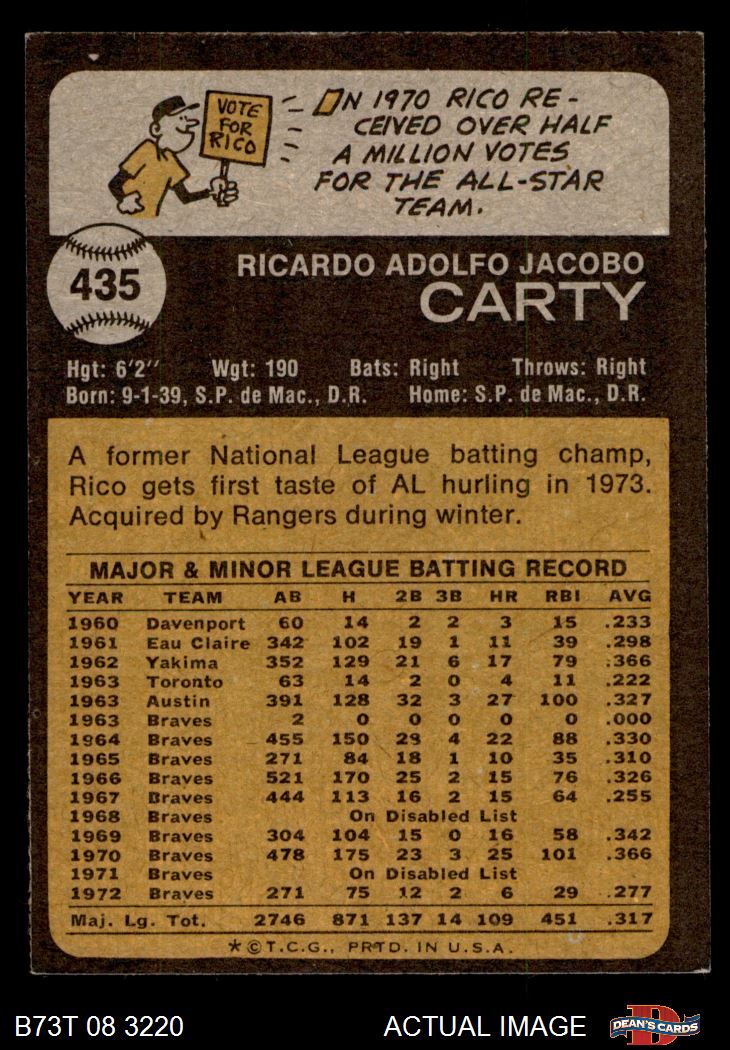 VOTE
FOR
RICO
IN 1970 RICO RE-
CEIVED OVER HALF
A MILLION VOTES
FOR THE ALL-STAR
TEAM.
435
RICARDO ADOLFO JACOBO
CARTY
Hgt: 6'2" Wgt: 190 Bats: Right Throws: Right
Born: 9-1-39, S.P. de Mac., D.R. Home: S.P. de Mac., D.R.
A former National League batting champ,
Rico gets first taste of AL hurling in 1973.
Acquired by Rangers during winter.
MAJOR & MINOR LEAGUE BATTING RECORD
YEAR TEAM AB H 2B 3B HR RBI AVG
1960 Davenport 60 14 2 2 3 15 .233
1961 Eau Claire 342 102 19 1 11 39 .298
1962 Yakima 352 129 21 6 17 79 .366
1963 Toronto 63 14 2 0 4 11 .222
1963 Austin 391 128 32 3 27 100 .327
1963 Braves 2 0 0 0 0 0 .000
1964 Braves 455 150 28 4 22 88 .330
1965 Braves 271 84 18 1 10 35 .310
1966 Braves 521 170 25 2 15 76 .326
1967 Braves 444 113 16 2 15 64 .255
1968 Braves On Disabled List
1969 Braves 304 104 15 0 16 58 .342
1970 Braves 478 175 23 3 25 101 .366
1971 Braves On Disabled List
1972 Braves 271 75 12 2 6 29 .277
Maj. Lg. Tot. 2746 871 137 14 109 451 .317
*©T.C.G., PRTD. IN U.S.A.
B73T 08 3220 ACTUAL IMAGE
D
DEAN'S CARDS